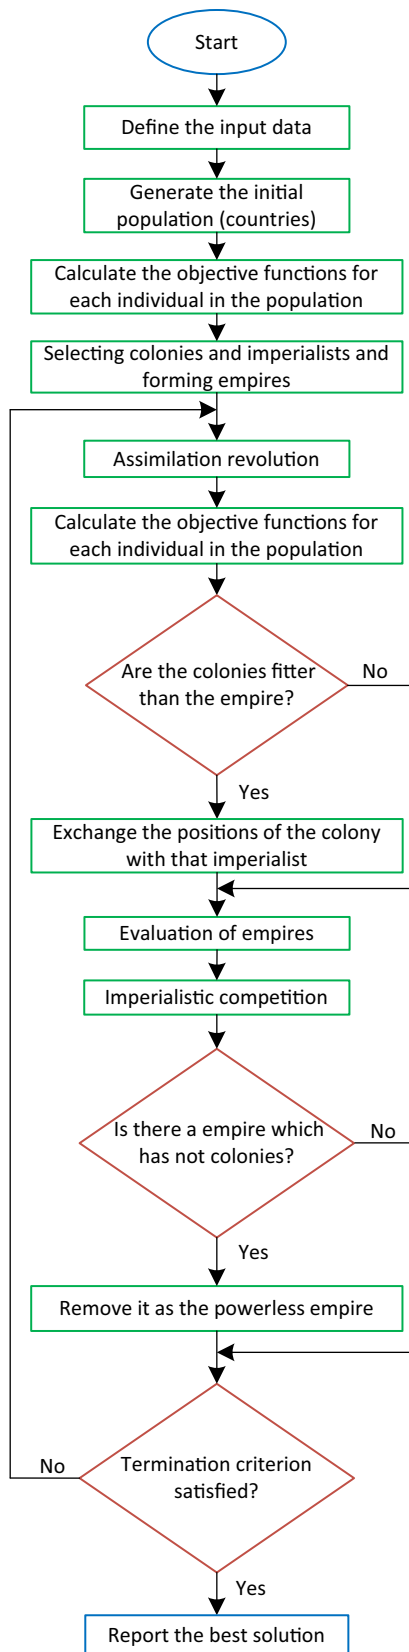 Start
Define the input data
Generate the initial
population (countries)
Calculate the objective functions for
each individual in the population
Selecting colonies and imperialists and
forming empires
Assimilation revolution
Calculate the objective functions for
each individual in the population
Are the colonies fitter
than the empire?
No
Yes
Exchange the positions of the colony
with that imperialist
Evaluation of empires
Imperialistic competition
Is there a empire which
has not colonies?
No
Yes
Remove it as the powerless empire
No
Termination criterion
satisfied?
Yes
Report the best solution